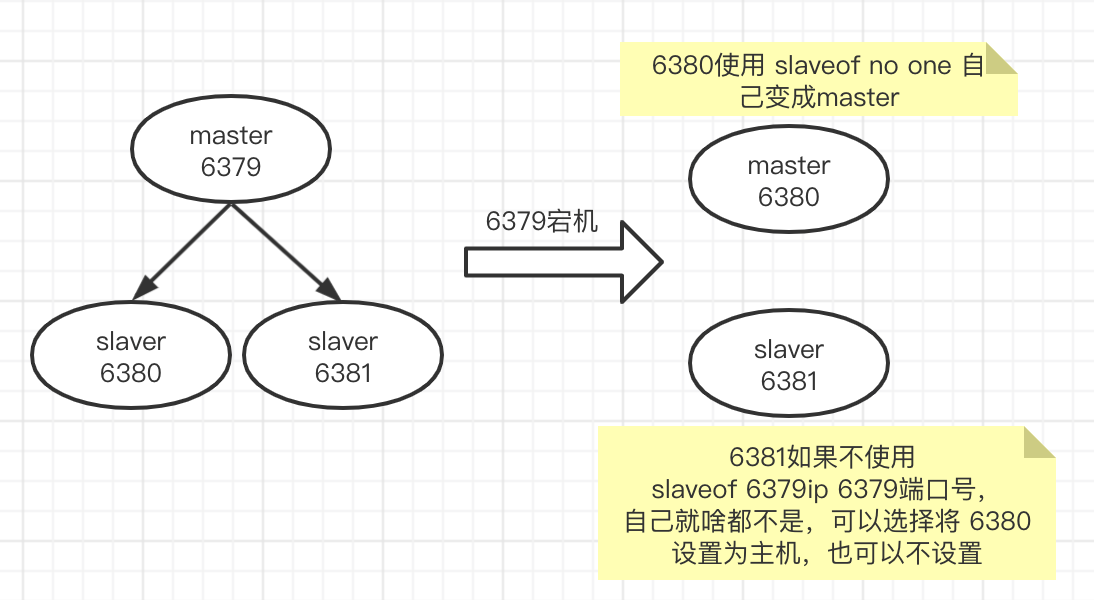 master
6379
slaver
6380
slaver
6381
6379宕机
6380使用 slaveof no one 自
己变成master
master
6380
slaver
6381
6381如果不使用
slaveof 6379ip 6379端口号，
自己就啥都不是，可以选择将 6380
设置为主机，也可以不设置